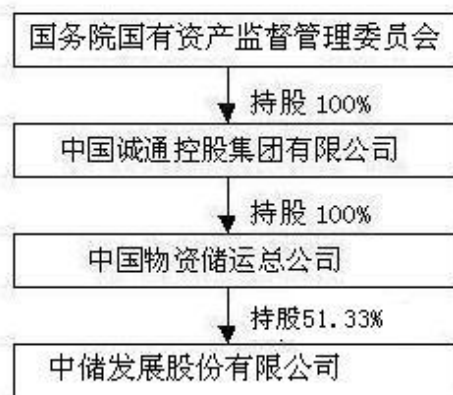 国务院国有资产监督管理委员会
持股 100%
中国诚通控股集团有限公司
持股 100%
中国物资储运总公司
持股51.33%
中储发展股份有限公司